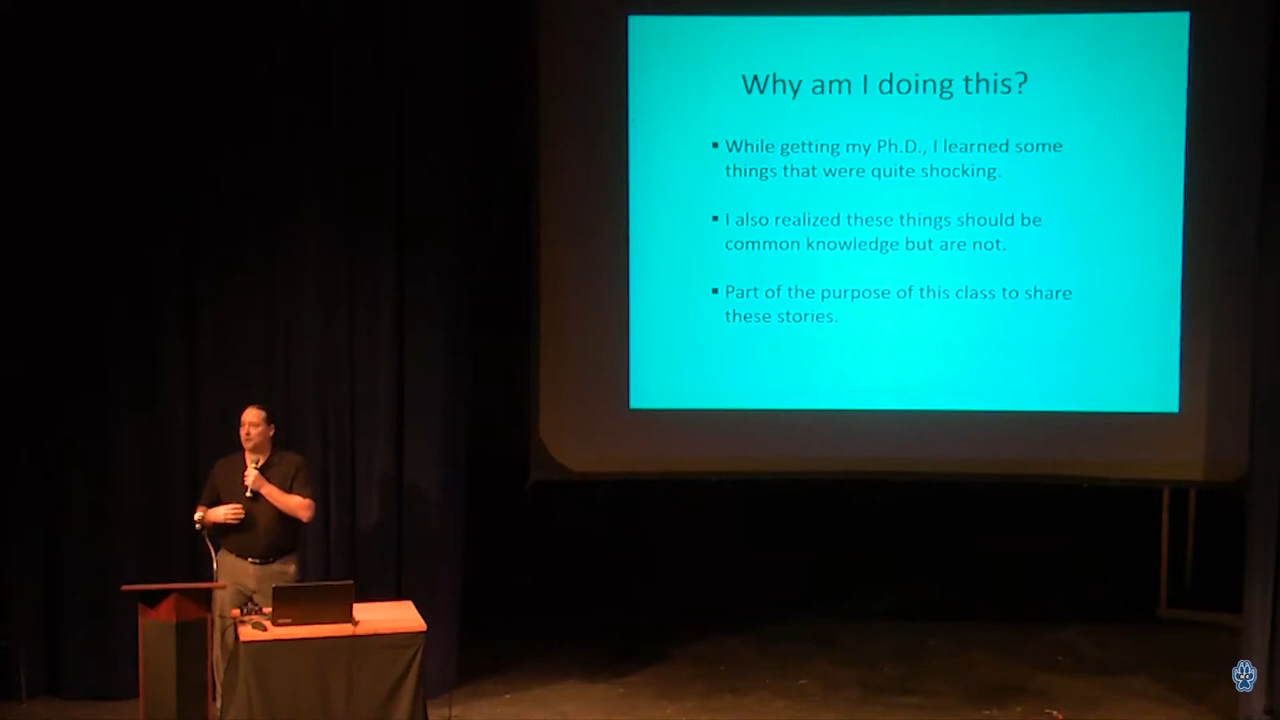 Why am I doing this?
▪ While getting my Ph.D., I learned some
things that were quite shocking.
▪ I also realized these things should be
common knowledge but are not.
▪ Part of the purpose of this class to share
these stories.